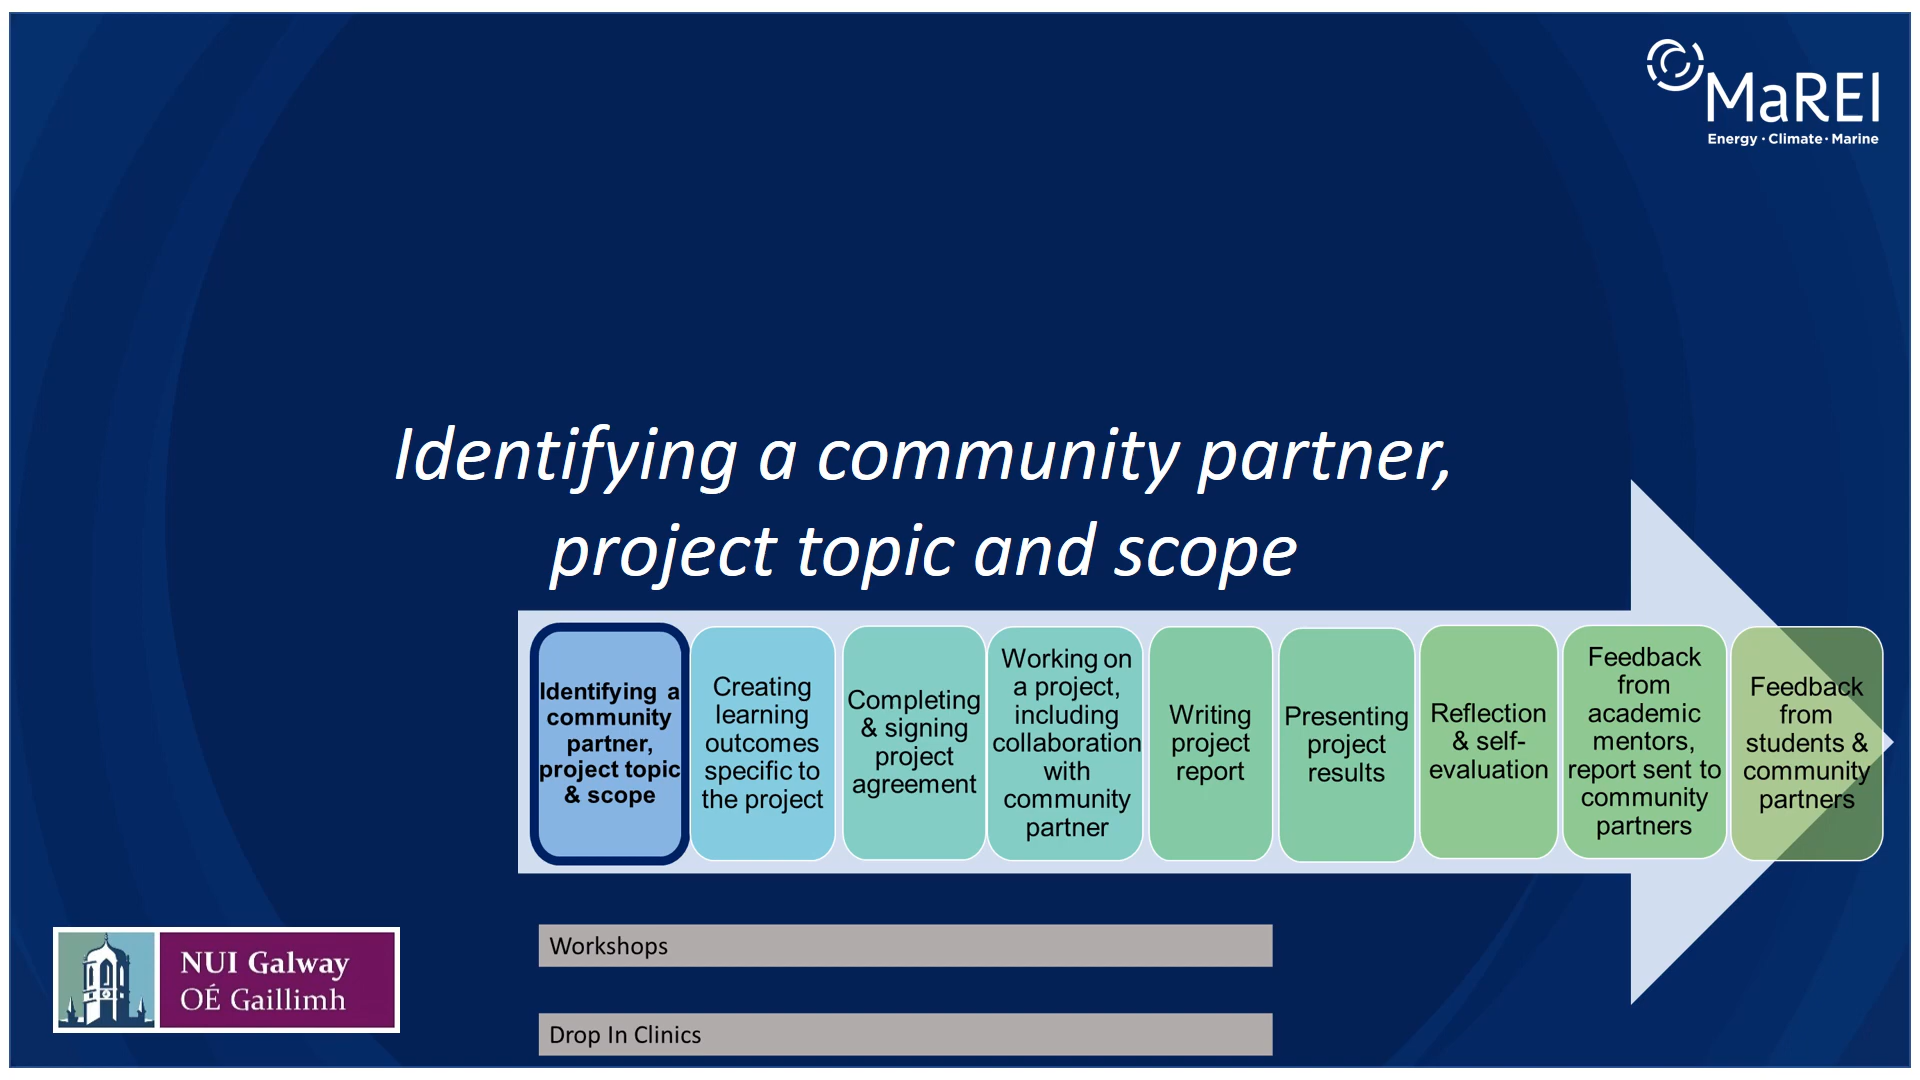 MaREI
Energy · Climate · Marine
Identifying a community partner,
project topic and scope
Identifying a
community
partner,
project topic
& scope
Creating
learning
outcomes
specific to
the project
Completing
& signing
project
agreement
Working on
a project,
including
collaboration
with
community
partner
Writing
project
report
Presenting
project
results
Reflection
& self-
evaluation
Feedback
from
academic
mentors,
report sent to
community
partners
Feedback
from
students &
community
partners
Workshops
Drop In Clinics
NUI Galway
OÉ Gaillimh